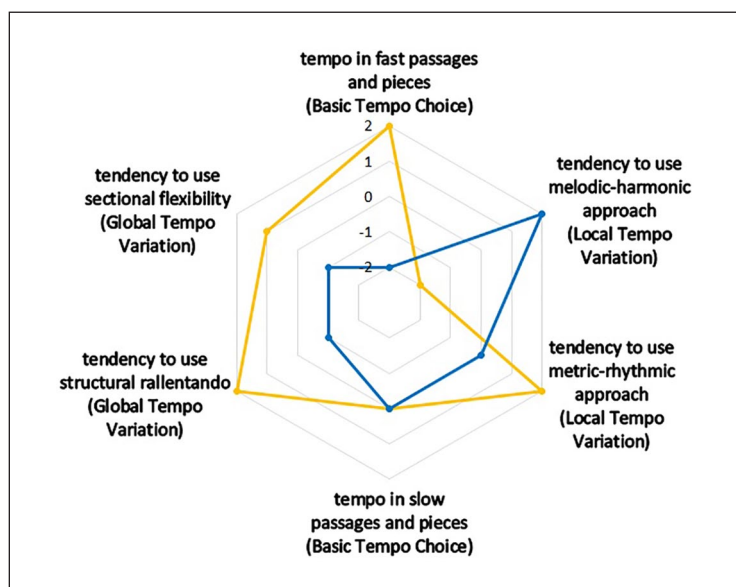 tempo in fast passages
and pieces
(Basic Tempo Choice)
2
1
0
-1
-2
tendency to use
melodic-harmonic
approach
(Local Tempo
Variation)
tendency to use
metric-rhythmic
approach
(Local Tempo
Variation)
tempo in slow
passages and pieces
(Basic Tempo Choice)
tendency to use
structural rallentando
(Global Tempo
Variation)
tendency to use
sectional flexibility
(Global Tempo
Variation)